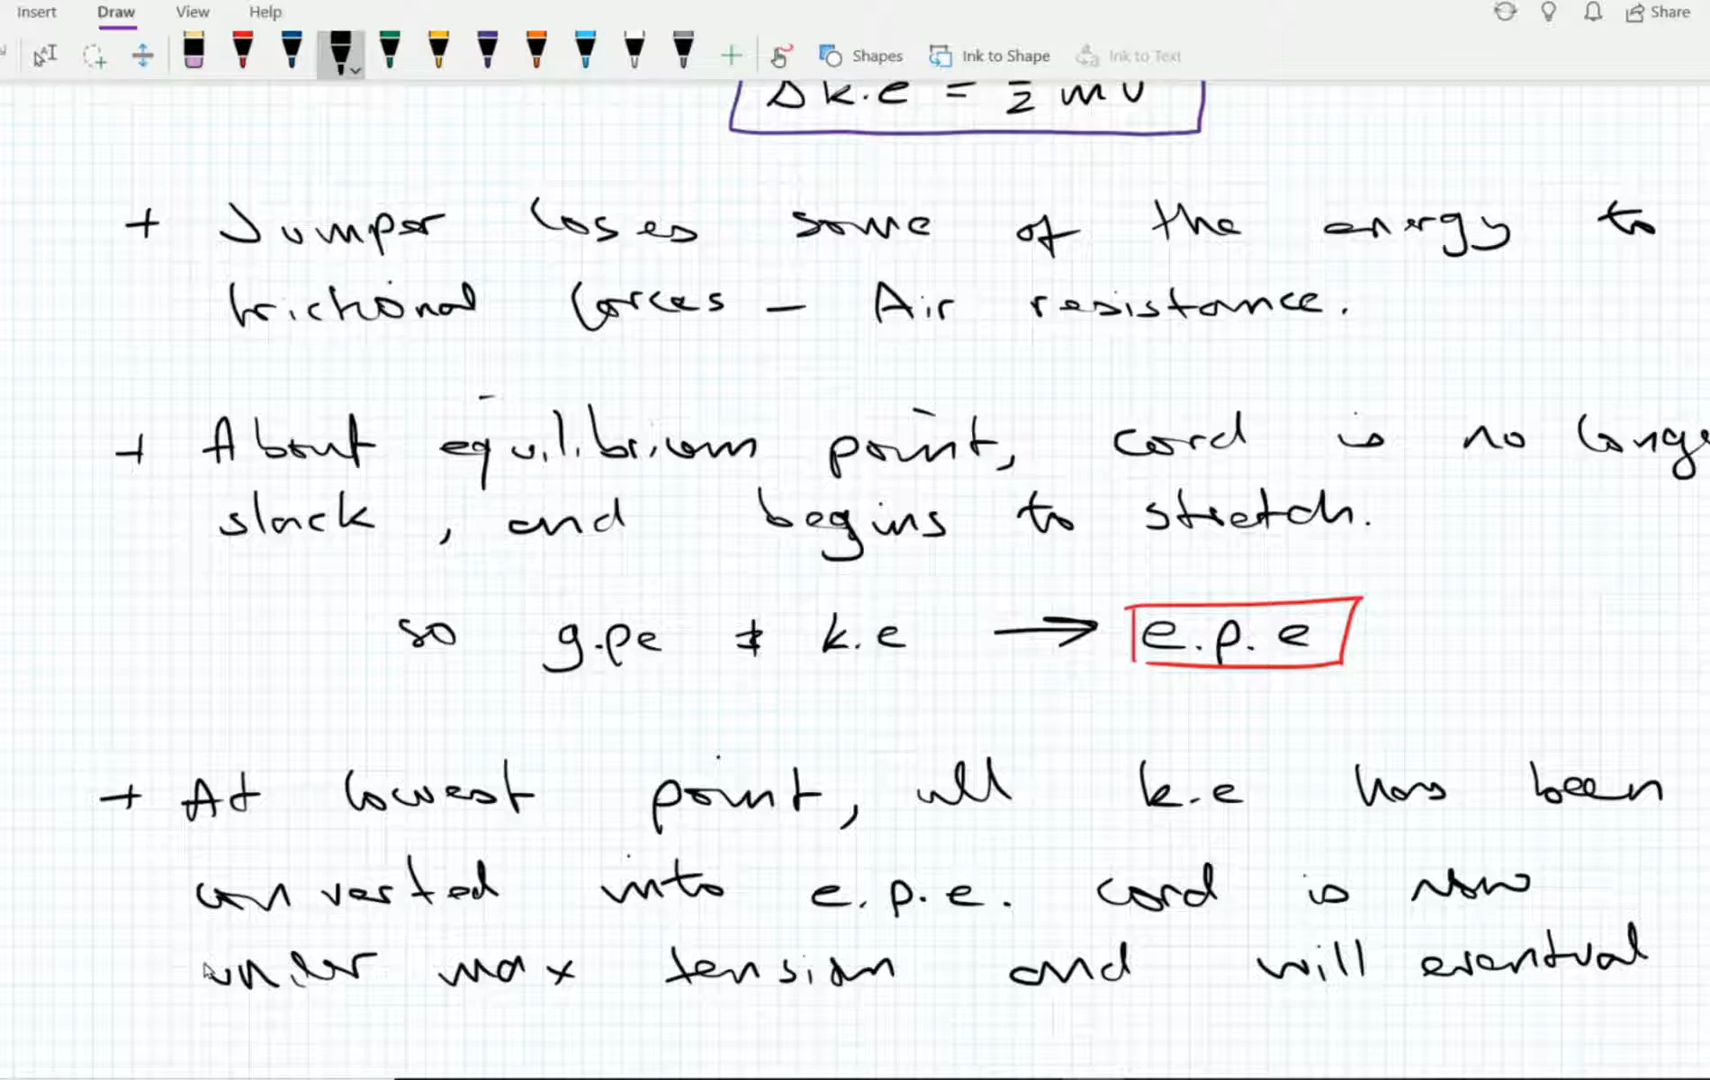 Insert Draw View Help Share
Shapes Ink to Shape Ink to Text
Δ k.e = 1/2 m v
+ Jumper loses some of the energy to
frictional forces – Air resistance.
+ About equilibrium point, cord is no longe
slack, and begins to stretch.
so g.pe & k.e → e.p.e
+ At lowest point, all k.e has been
converted into e.p.e. cord is now
under max tension and will eventual